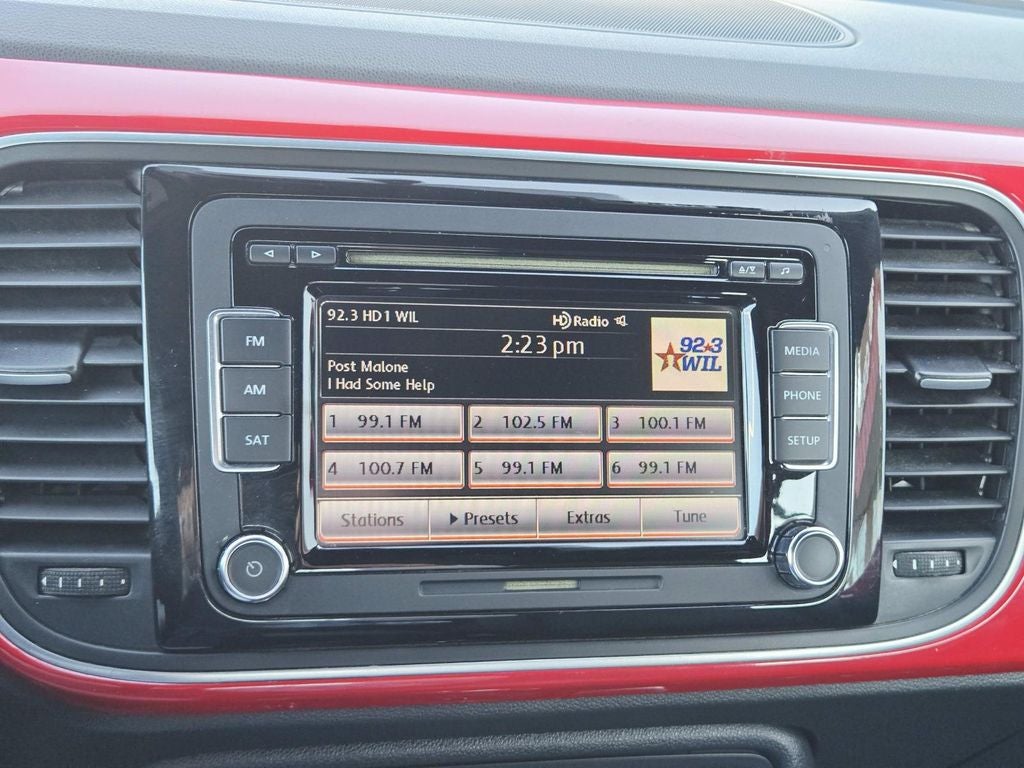 92.3 HD1 WIL
HD Radio
2:23 pm
92★3
WIL
Post Malone
I Had Some Help
1 99.1 FM
2 102.5 FM
3 100.1 FM
4 100.7 FM
5 99.1 FM
6 99.1 FM
Stations
Presets
Extras
Tune
FM
AM
SAT
MEDIA
PHONE
SETUP